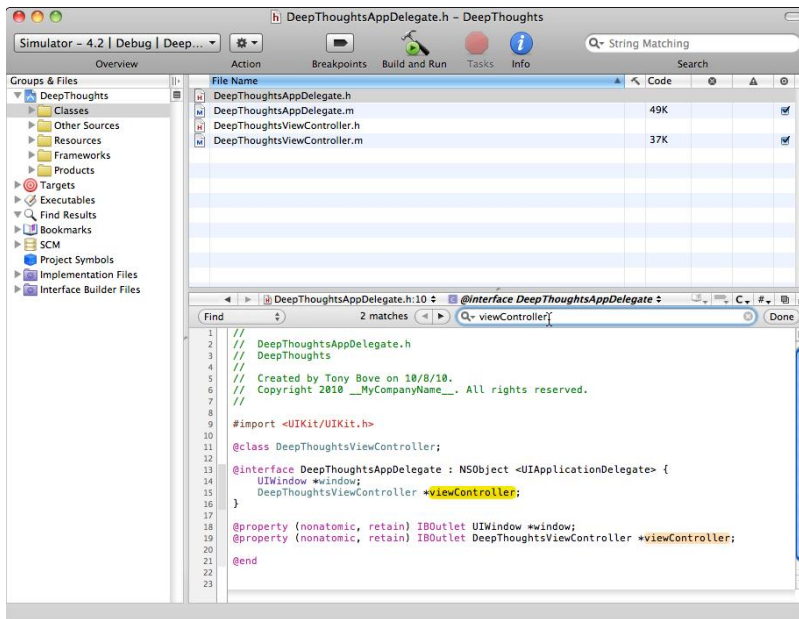 DeepThoughtsAppDelegate.h – DeepThoughts
Simulator - 4.2 | Debug | Deep...
String Matching
Overview
Action
Breakpoints
Build and Run
Tasks
Info
Search
Groups & Files
File Name
Code
DeepThoughts
Classes
Other Sources
Resources
Frameworks
Products
Targets
Executables
Find Results
Bookmarks
SCM
Project Symbols
Implementation Files
Interface Builder Files
DeepThoughtsAppDelegate.h
DeepThoughtsAppDelegate.m 49K
DeepThoughtsViewController.h
DeepThoughtsViewController.m 37K
DeepThoughtsAppDelegate.h:10 @interface DeepThoughtsAppDelegate C, #,
Find 2 matches viewController Done
1 //
2 // DeepThoughtsAppDelegate.h
3 // DeepThoughts
4 //
5 // Created by Tony Bove on 10/8/10.
6 // Copyright 2010 __MyCompanyName__. All rights reserved.
7 //
8
9 #import <UIKit/UIKit.h>
10
11 @class DeepThoughtsViewController;
12
13 @interface DeepThoughtsAppDelegate : NSObject <UIApplicationDelegate> {
14 UIWindow *window;
15 DeepThoughtsViewController *viewController;
16 }
17
18 @property (nonatomic, retain) IBOutlet UIWindow *window;
19 @property (nonatomic, retain) IBOutlet DeepThoughtsViewController *viewController;
20
21 @end
22
23